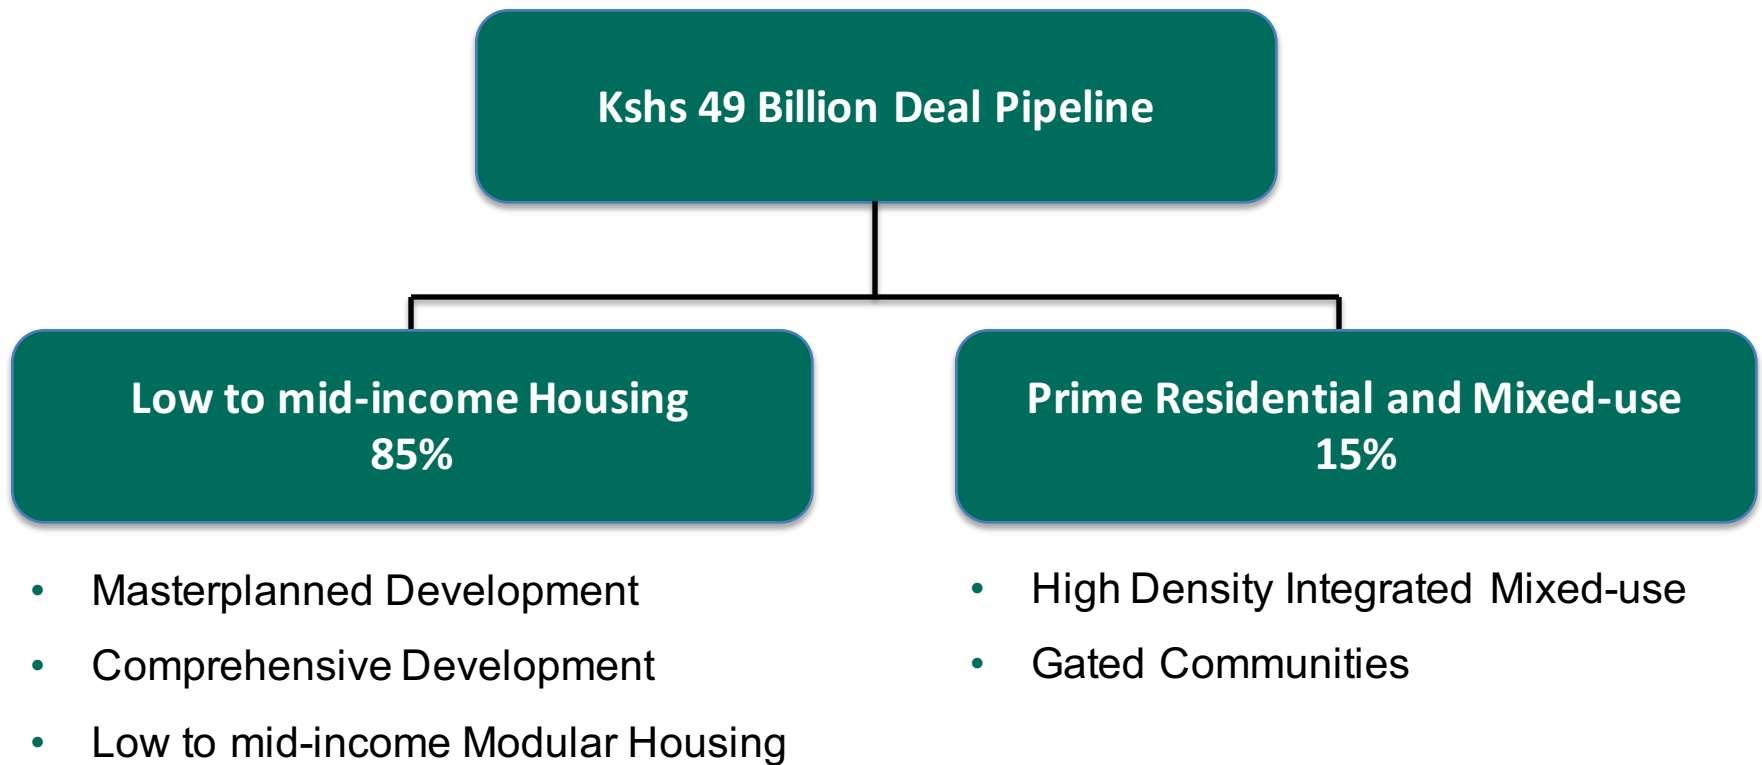 Kshs 49 Billion Deal Pipeline
Low to mid-income Housing
85%
Prime Residential and Mixed-use
15%
• Masterplanned Development
• Comprehensive Development
• Low to mid-income Modular Housing
• High Density Integrated Mixed-use
• Gated Communities